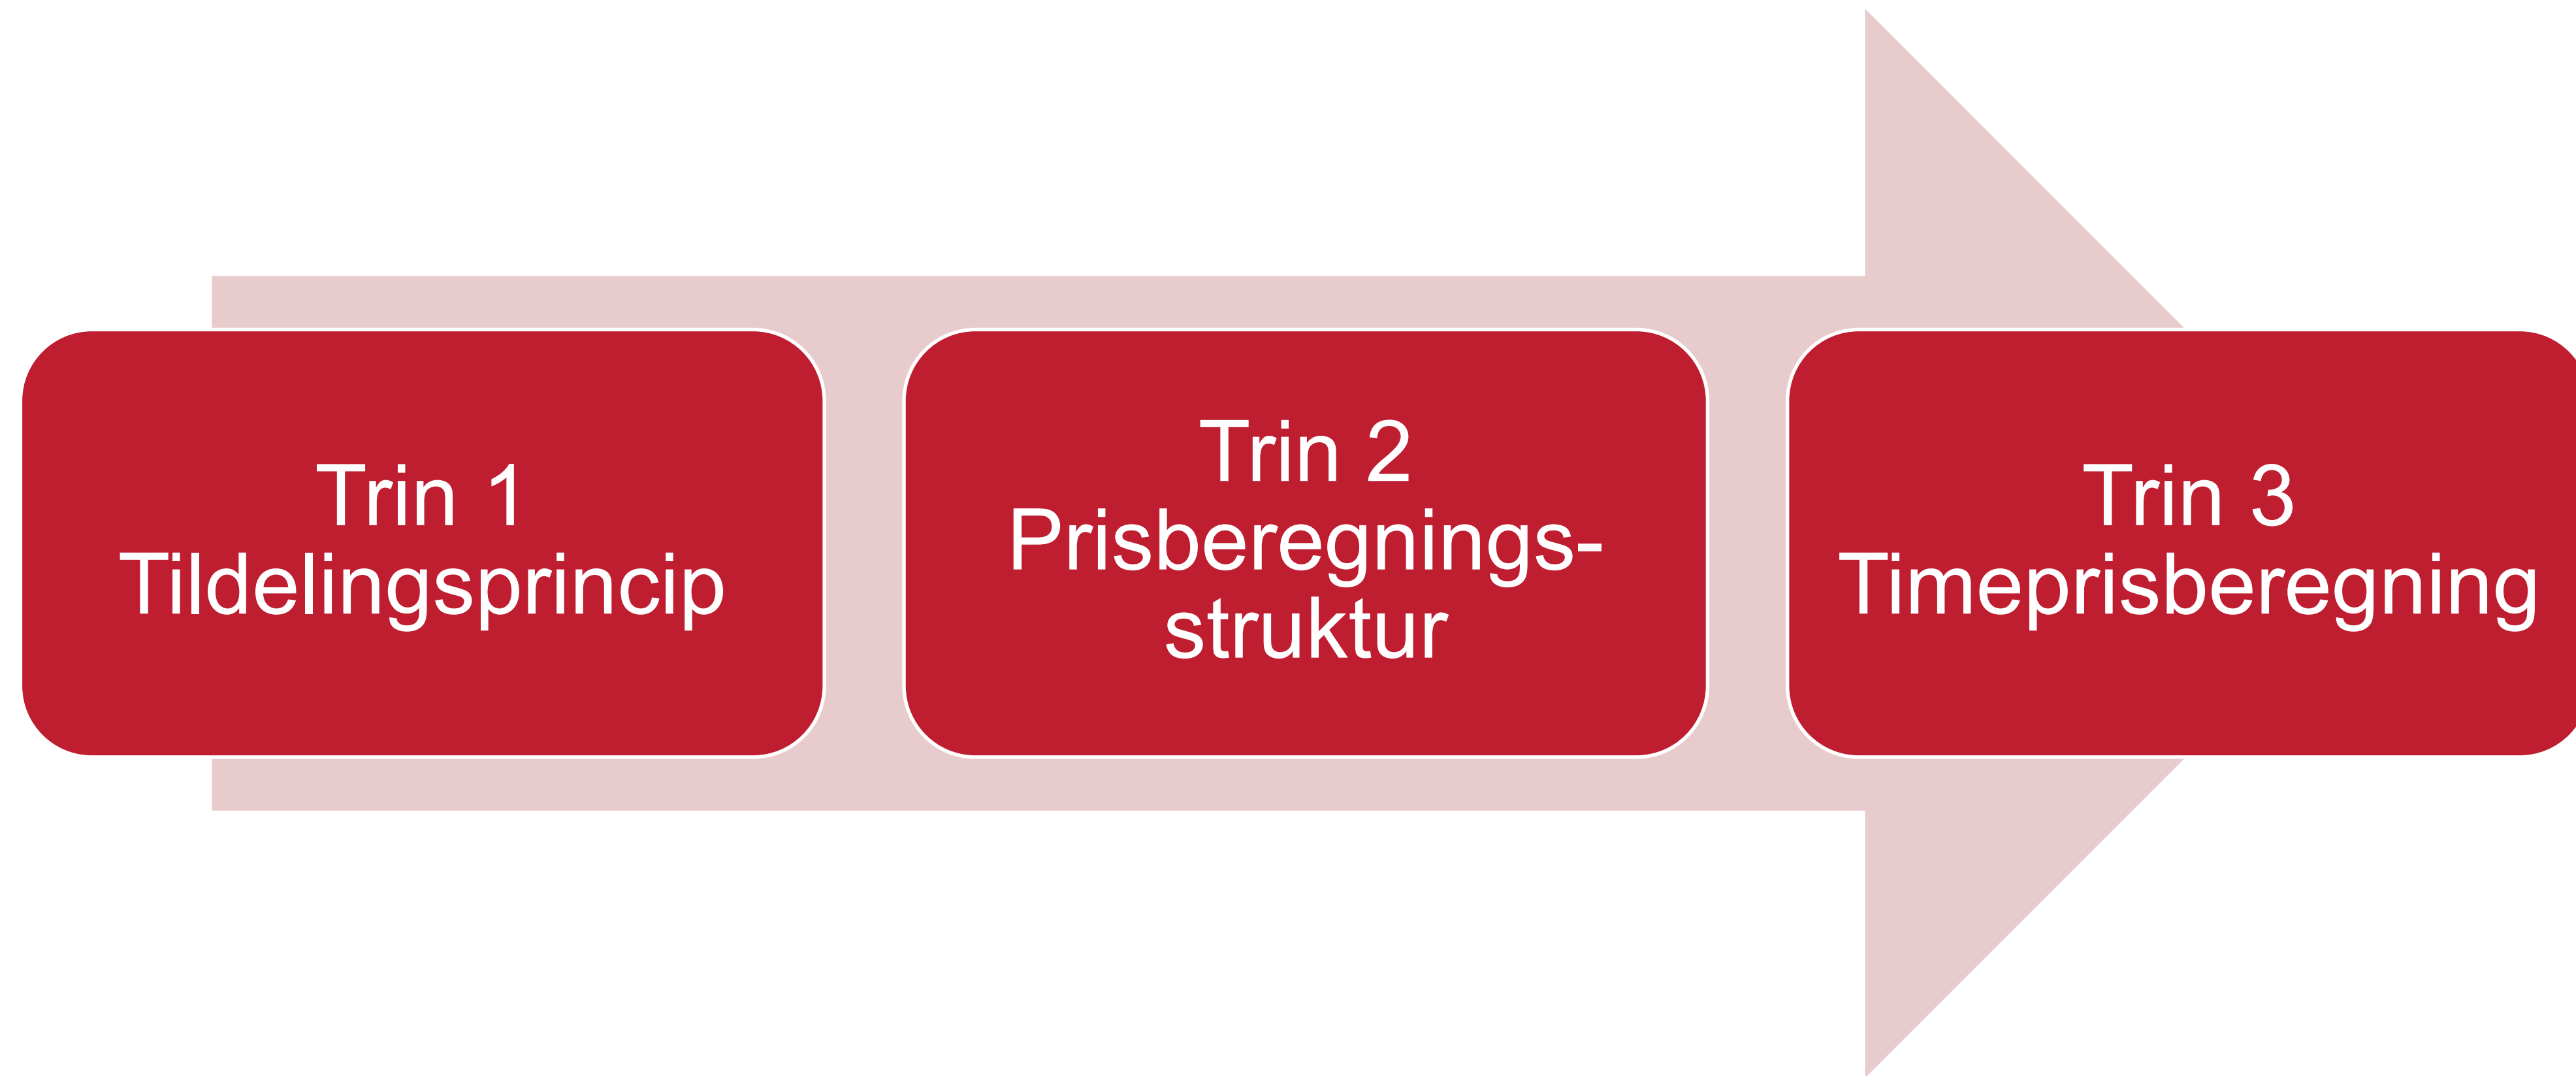 Trin 1
Tildelingsprincip
Trin 2
Prisberegnings-
struktur
Trin 3
Timeprisberegning